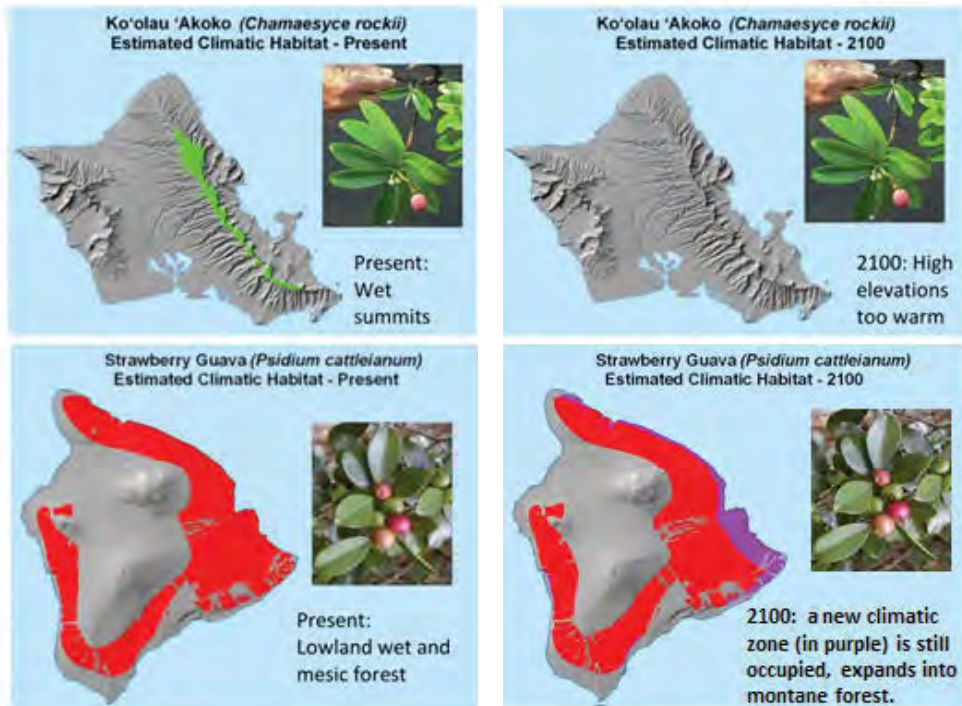 Ko‘olau ‘Akoko (Chamaesyce rockii)
Estimated Climatic Habitat - Present
Present:
Wet
summits
Ko‘olau ‘Akoko (Chamaesyce rockii)
Estimated Climatic Habitat - 2100
2100: High
elevations
too warm
Strawberry Guava (Psidium cattleianum)
Estimated Climatic Habitat - Present
Present:
Lowland wet and
mesic forest
Strawberry Guava (Psidium cattleianum)
Estimated Climatic Habitat - 2100
2100: a new climatic
zone (in purple) is still
occupied, expands into
montane forest.